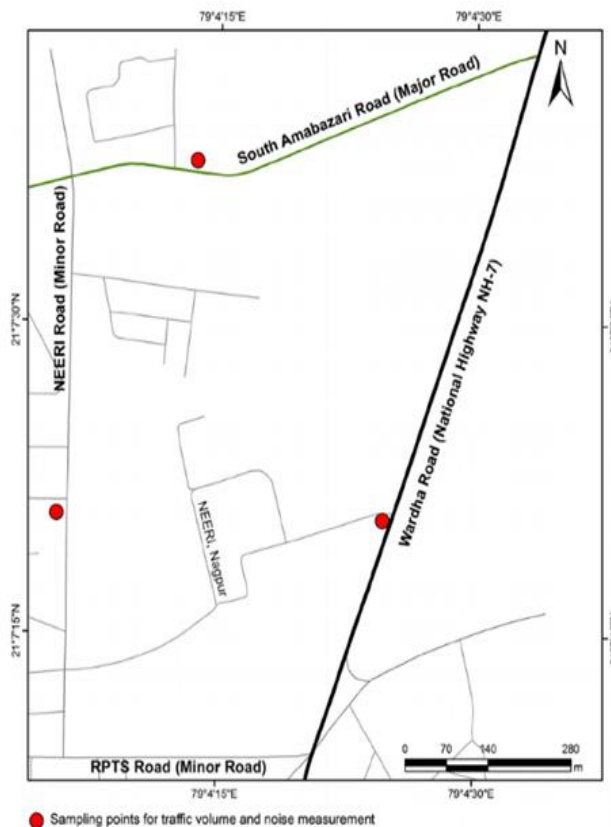 79°4'15"E
79°4'30"E
N
South Amabazari Road (Major Road)
NEERI Road (Minor Road)
21°7'30"N
Wardha Road (National Highway NH-7)
NEERI, Nagpur
21°7'15"N
RPTS Road (Minor Road)
0 70 140 280
m
79°4'15"E
79°4'30"E
Sampling points for traffic volume and noise measurement